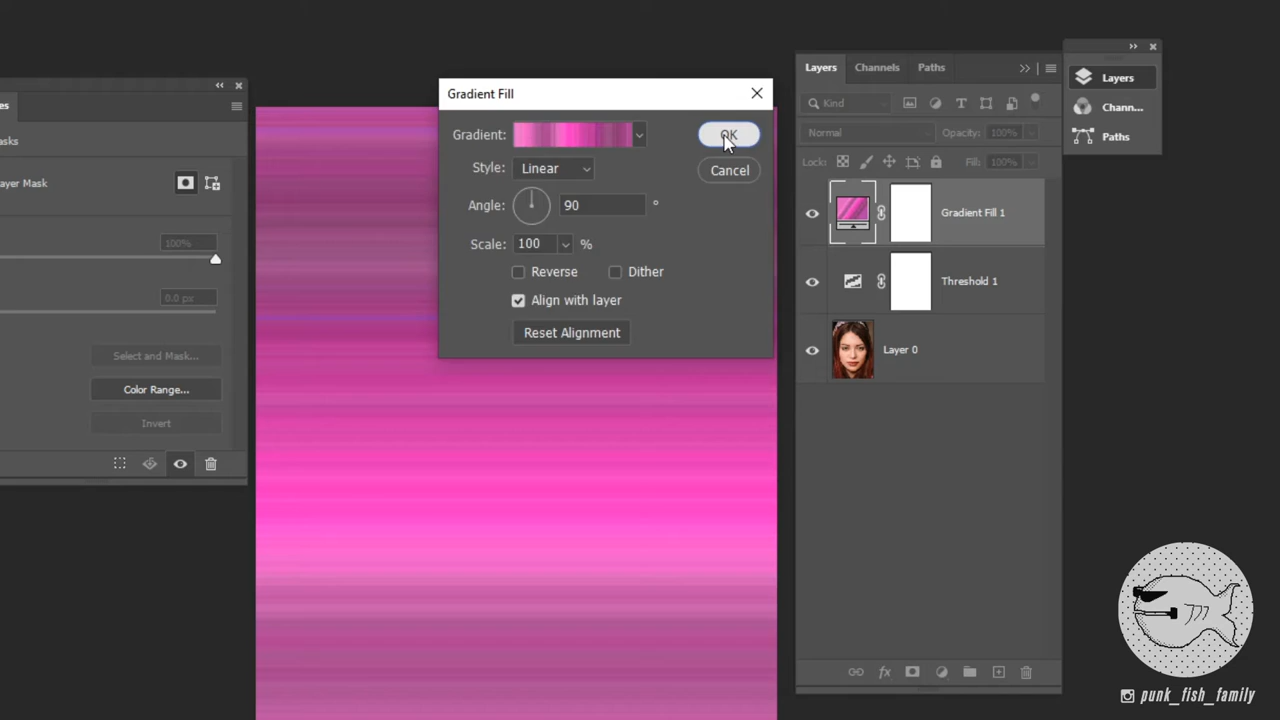 es
asks
ayer Mask
100%
0.0 px
Select and Mask...
Color Range...
Invert
Gradient Fill
Gradient:
OK
Style: Linear
Cancel
Angle: 90 °
Scale: 100 %
Reverse Dither
Align with layer
Reset Alignment
Layers Channels Paths
Kind
Normal Opacity: 100%
Lock: Fill: 100%
Gradient Fill 1
Threshold 1
Layer 0
fx
Layers
Chann...
Paths
punk_fish_family